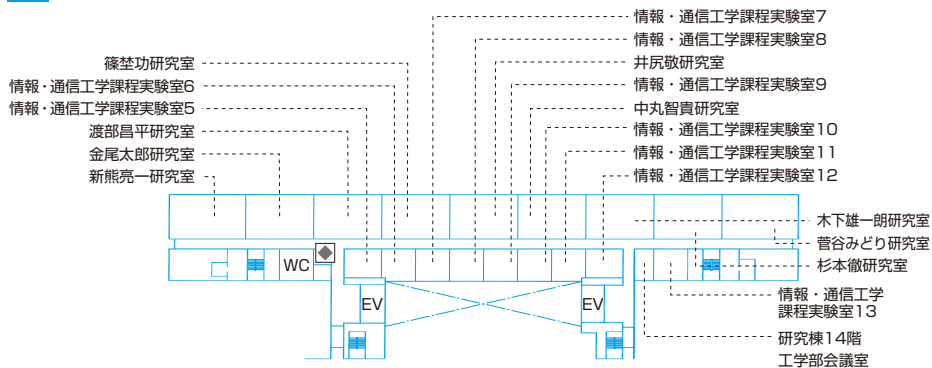 篠埜功研究室
情報・通信工学課程実験室6
情報・通信工学課程実験室5
渡部昌平研究室
金尾太郎研究室
新熊亮一研究室
情報・通信工学課程実験室7
情報・通信工学課程実験室8
井尻敬研究室
情報・通信工学課程実験室9
中丸智貴研究室
情報・通信工学課程実験室10
情報・通信工学課程実験室11
情報・通信工学課程実験室12
木下雄一朗研究室
菅谷みどり研究室
杉本徹研究室
情報・通信工学
課程実験室13
研究棟14階
工学部会議室
WC
EV
EV